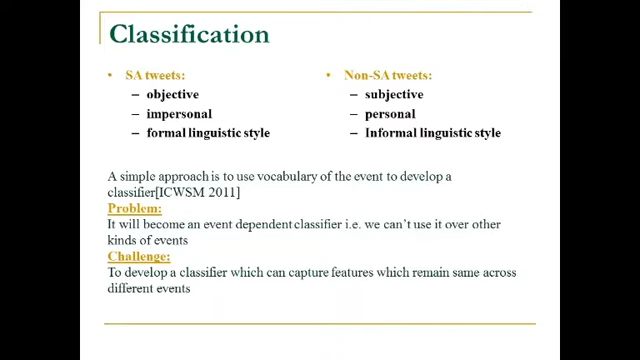 Classification
• SA tweets:
– objective
– impersonal
– formal linguistic style
• Non-SA tweets:
– subjective
– personal
– Informal linguistic style
A simple approach is to use vocabulary of the event to develop a
classifier[ICWSM 2011]
Problem:
It will become an event dependent classifier i.e. we can't use it over other
kinds of events
Challenge:
To develop a classifier which can capture features which remain same across
different events